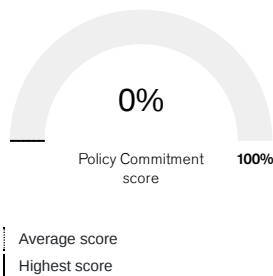 0%
Policy Commitment 100%
score
Average score
Highest score